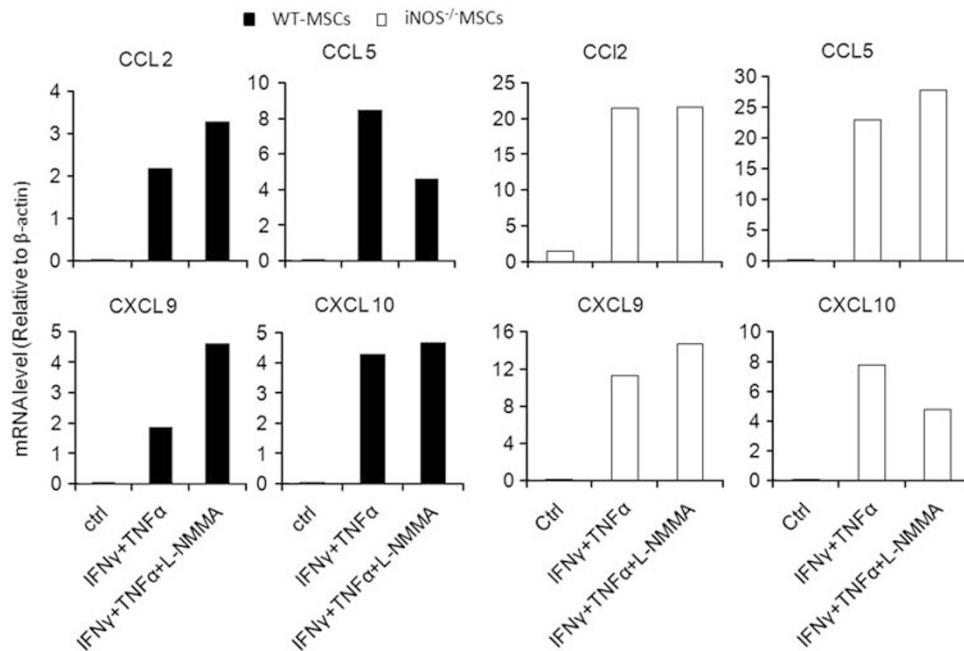 WT-MSCs iNOS-/-MSCs
CCL2 CCL5 CCl2 CCL5
4 3 2 1 0
10 8 6 4 2 0
25 20 15 10 5 0
30 25 20 15 10 5 0
mRNA level (Relative to β-actin)
CXCL9 CXCL10 CXCL9 CXCL10
5 4 3 2 1 0
5 4 3 2 1 0
16 12 8 4 0
10 8 6 4 2 0
ctrl IFNγ+TNFα IFNγ+TNFα+L-NMMA
ctrl IFNγ+TNFα IFNγ+TNFα+L-NMMA
Ctrl IFNγ+TNFα IFNγ+TNFα+L-NMMA
Ctrl IFNγ+TNFα IFNγ+TNFα+L-NMMA